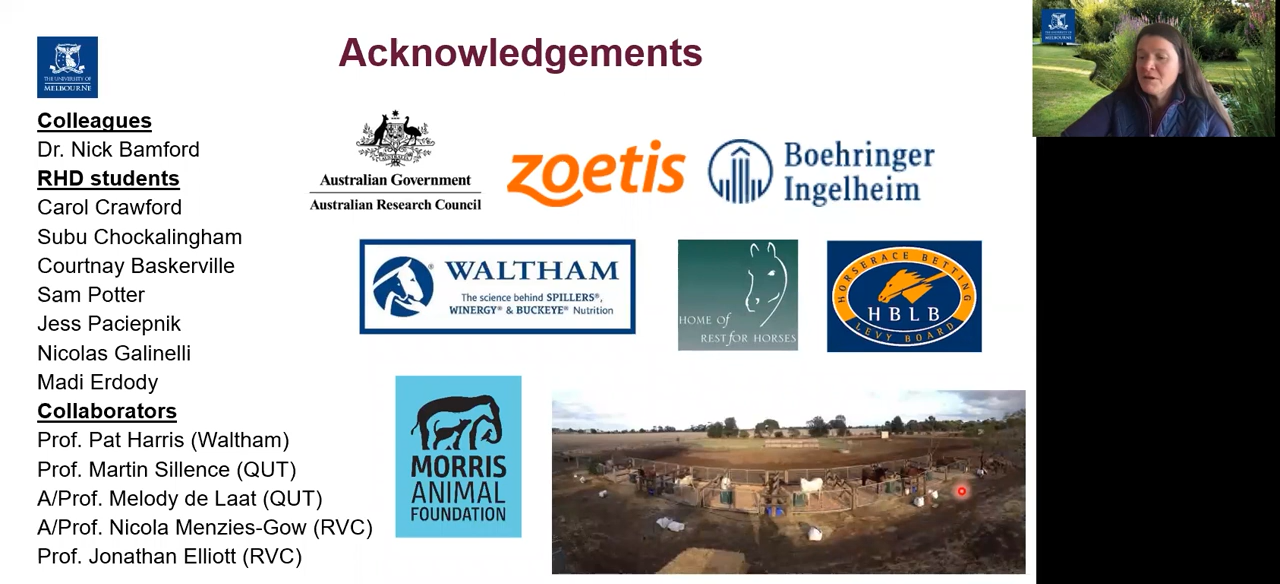 Acknowledgements
THE UNIVERSITY OF
MELBOURNE
Colleagues
Dr. Nick Bamford
RHD students
Carol Crawford
Subu Chockalingham
Courtnay Baskerville
Sam Potter
Jess Paciepnik
Nicolas Galinelli
Madi Erdody
Collaborators
Prof. Pat Harris (Waltham)
Prof. Martin Sillence (QUT)
A/Prof. Melody de Laat (QUT)
A/Prof. Nicola Menzies-Gow (RVC)
Prof. Jonathan Elliott (RVC)
Australian Government
Australian Research Council
zoetis
Boehringer
Ingelheim
WALTHAM
The science behind SPILLERS®,
WINERGY® & BUCKEYE® Nutrition
HOME of
REST for HORSES
HORSERACE BETTING
HBLB
LEVY BOARD
MORRIS
ANIMAL
FOUNDATION
MELBOURNE